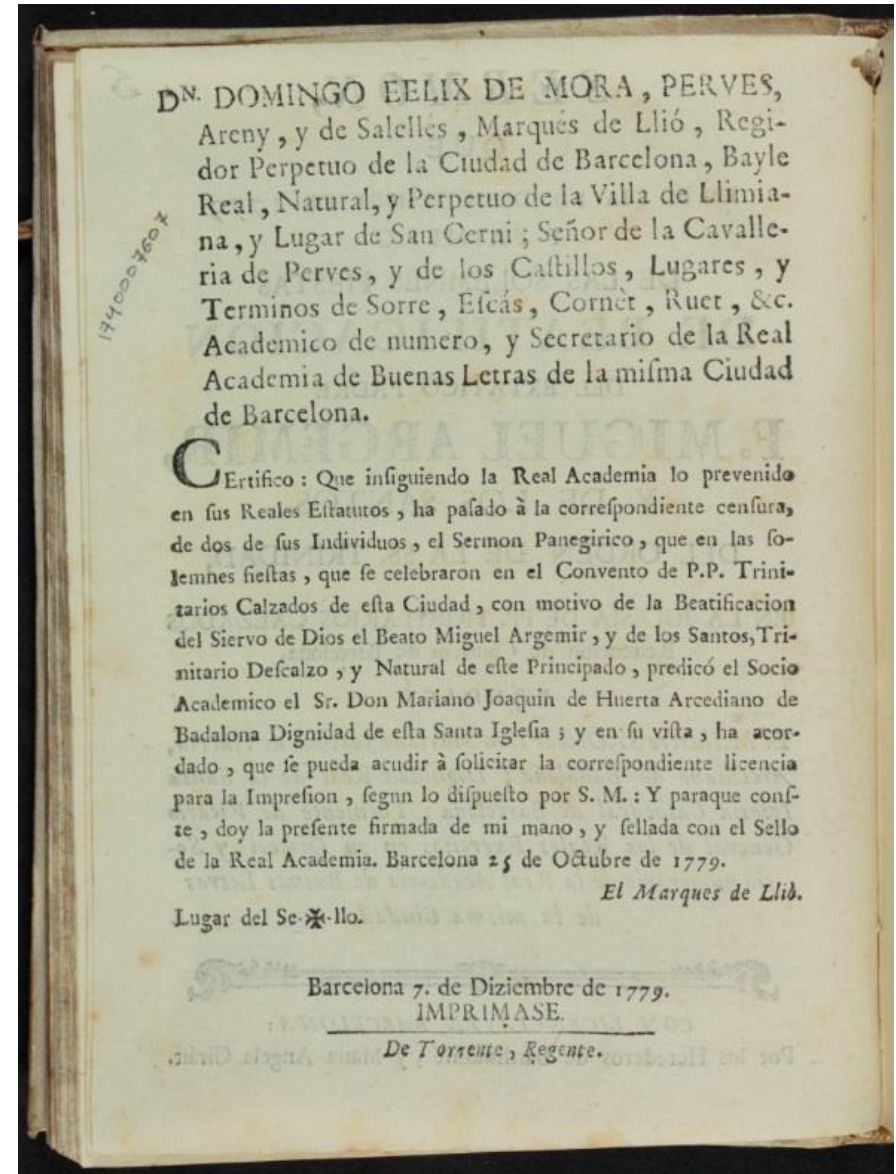 DN. DOMINGO EELIX DE MORA, PERVES,
Areny, y de Salelles, Marqués de Llió, Regi-
dor Perpetuo de la Ciudad de Barcelona, Bayle
Real, Natural, y Perpetuo de la Villa de Llimia-
na, y Lugar de San Cerni; Señor de la Cavalle-
ria de Perves, y de los Caſtillos, Lugares, y
Terminos de Sorre, Eſcás, Cornèt, Ruet, &c.
Academico de numero, y Secretario de la Real
Academia de Buenas Letras de la miſma Ciudad
de Barcelona.
17400007607
CErtifico: Que inſiguiendo la Real Academia lo prevenido
en ſus Reales Eſtatutos, ha paſado à la correſpondiente cenſura,
de dos de ſus Individuos, el Sermon Panegirico, que en las ſo-
lemnes fieſtas, que ſe celebraron en el Convento de P.P. Trini-
tarios Calzados de eſta Ciudad, con motivo de la Beatificacion
del Siervo de Dios el Beato Miguel Argemir, y de los Santos, Tri-
nitario Deſcalzo, y Natural de eſte Principado, predicó el Socio
Academico el Sr. Don Mariano Joaquin de Huerta Arcediano de
Badalona Dignidad de eſta Santa Igleſia; y en ſu viſta, ha acor-
dado, que ſe pueda acudir à ſolicitar la correſpondiente licencia
para la Impreſion, ſegun lo diſpueſto por S. M.: Y paraque conſ-
te, doy la preſente firmada de mi mano, y ſellada con el Sello
de la Real Academia. Barcelona 25 de Octubre de 1779.
El Marques de Lliò.
Lugar del Se-✠-llo.
Barcelona 7. de Diziembre de 1779.
IMPRIMASE.
De Torrente, Regente.